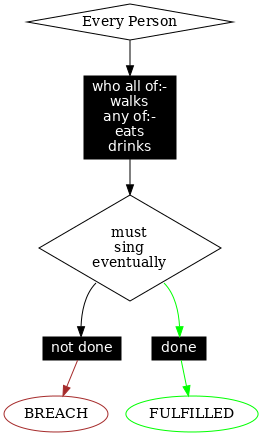 Every Person
who all of:-
walks
any of:-
eats
drinks
must
sing
eventually
not done
done
BREACH
FULFILLED